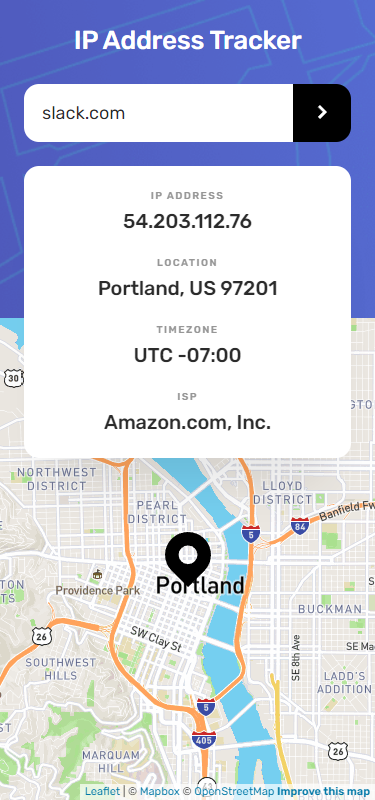 IP Address Tracker
slack.com
IP ADDRESS
54.203.112.76
LOCATION
Portland, US 97201
TIMEZONE
UTC -07:00
ISP
Amazon.com, Inc.
30
NORTHWEST
DISTRICT
PEARL
DISTRICT
LLOYD
DISTRICT
5
84
Banfield Fw
Portland
Providence Park
BUCKMAN
26
SW Clay St
SE 8th Ave
SE Ma
SOUTHWEST
HILLS
LADD'S
ADDITION
5
405
26
MARQUAM
HILL
Leaflet | © Mapbox © OpenStreetMap Improve this map